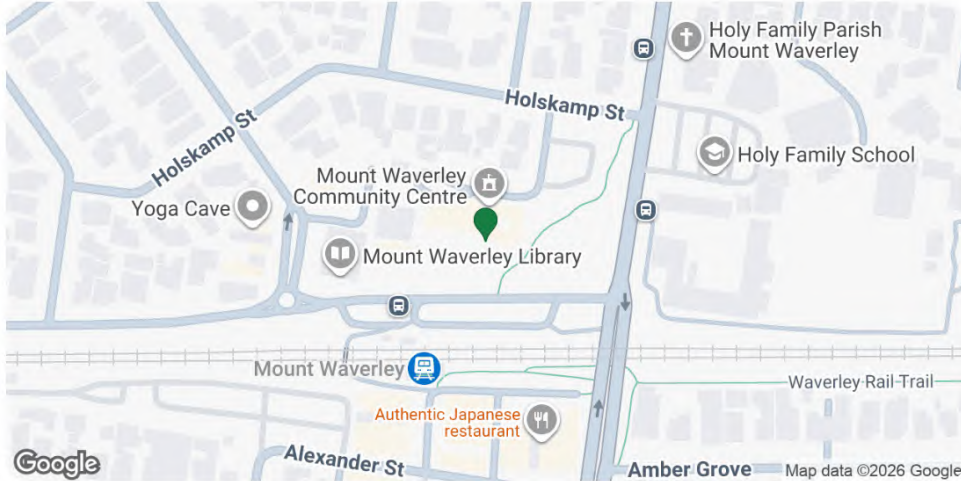 Holy Family Parish
Mount Waverley
Holskamp St
Holskamp St
Holy Family School
Mount Waverley
Community Centre
Yoga Cave
Mount Waverley Library
Mount Waverley
Waverley Rail Trail
Authentic Japanese
restaurant
Alexander St
Amber Grove
Google
Map data ©2026 Google